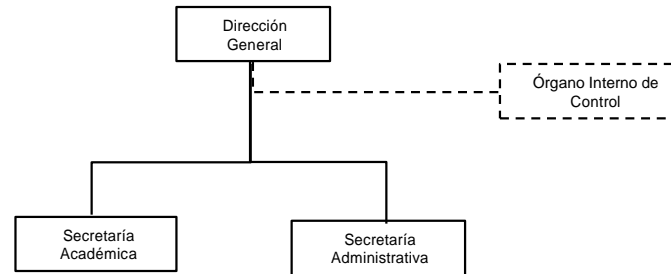 Dirección
General
Órgano Interno de
Control
Secretaría
Académica
Secretaría
Administrativa